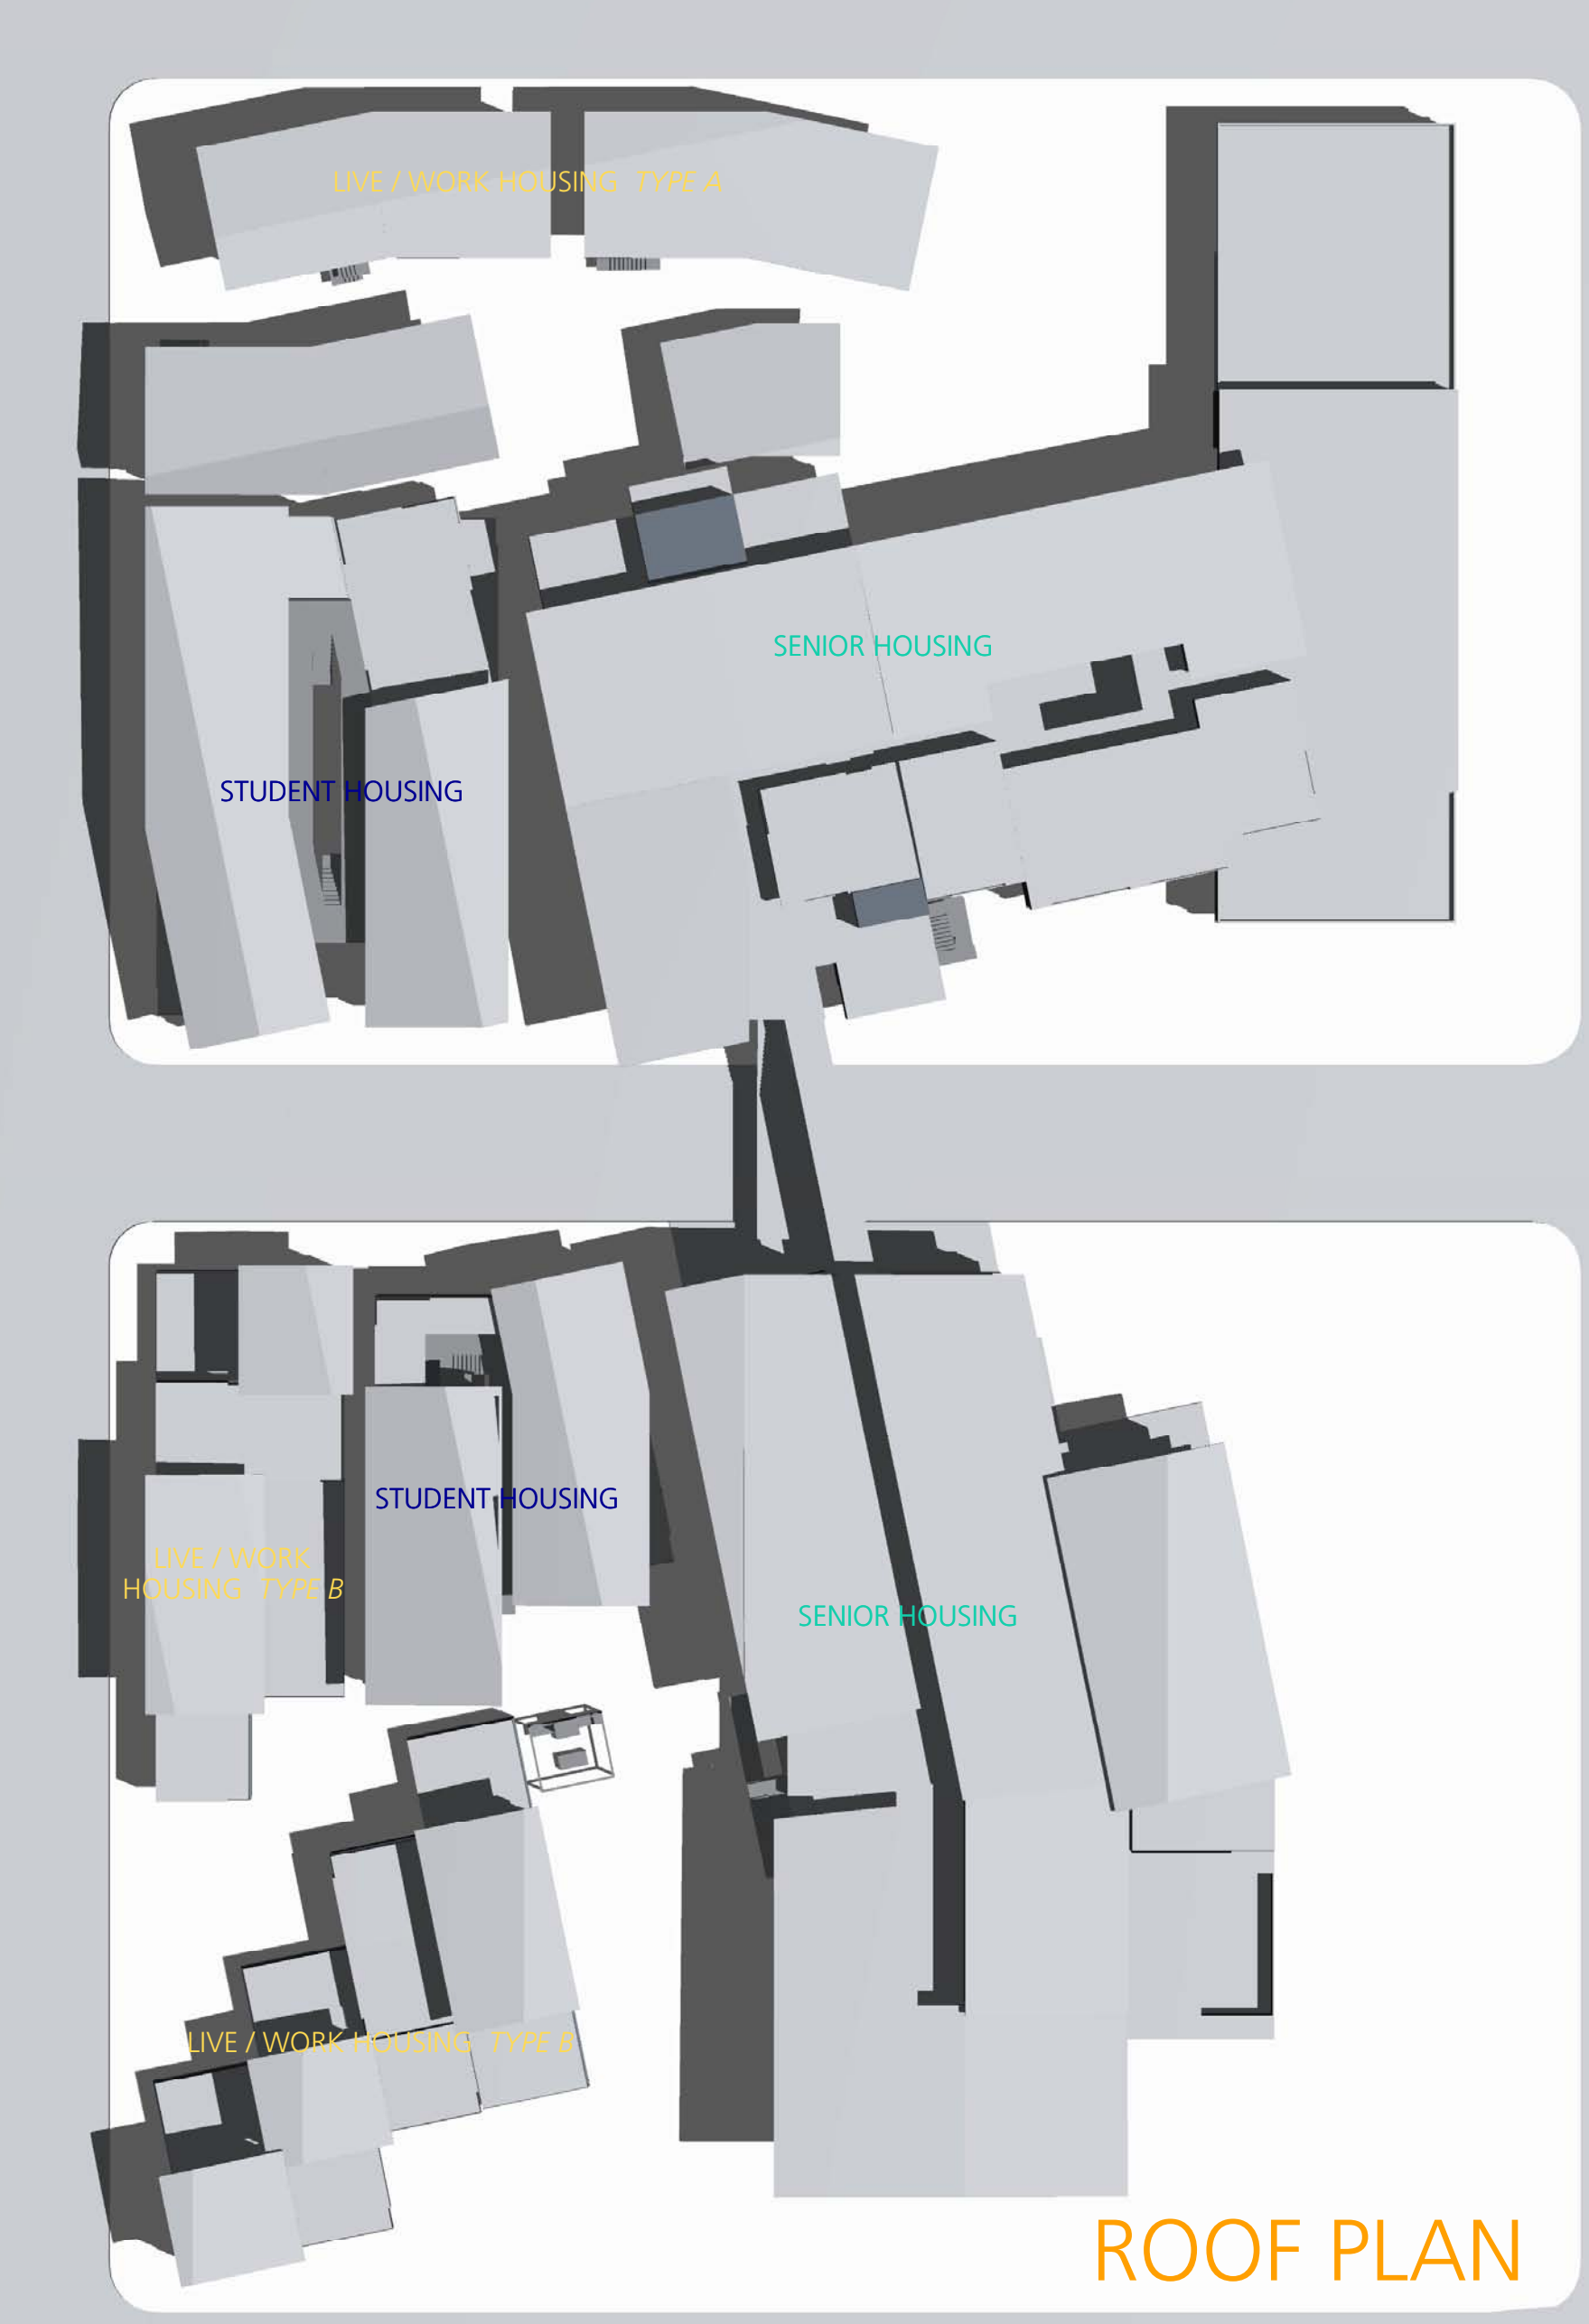 LIVE / WORK HOUSING TYPE A
SENIOR HOUSING
STUDENT HOUSING
STUDENT HOUSING
LIVE / WORK
HOUSING TYPE B
SENIOR HOUSING
LIVE / WORK HOUSING TYPE B
ROOF PLAN